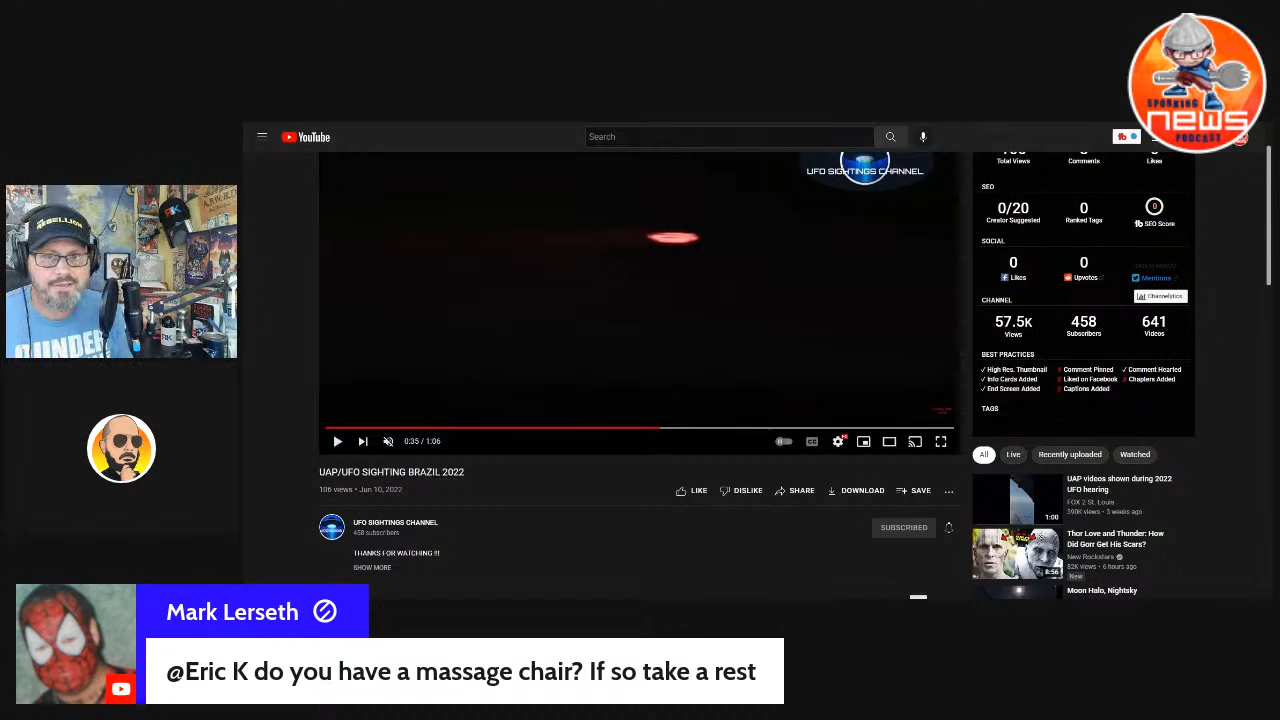 SPORKING
NEWS
PODCAST
YouTube
Search
UFO SIGHTINGS CHANNEL
Total Views
Comments
Likes
SEO
0/20
Creator Suggested
0
Ranked Tags
0
SEO Score
SOCIAL
0
Likes
0
Upvotes
Mentions
Channelytics
CHANNEL
57.5K
Views
458
Subscribers
641
Videos
BEST PRACTICES
✓ High Res. Thumbnail
✗ Comment Pinned
✓ Comment Hearted
✓ Info Cards Added
✗ Liked on Facebook
✗ Chapters Added
✓ End Screen Added
✗ Captions Added
TAGS
REBELLION
0:35 / 1:06
UAP/UFO SIGHTING BRAZIL 2022
106 views • Jun 10, 2022
LIKE
DISLIKE
SHARE
DOWNLOAD
SAVE
UFO SIGHTINGS CHANNEL
458 subscribers
SUBSCRIBED
THANKS FOR WATCHING !!!
SHOW MORE
All
Live
Recently uploaded
Watched
UAP videos shown during 2022
UFO hearing
FOX 2 St. Louis
390K views • 3 weeks ago
1:00
Thor Love and Thunder: How
Did Gorr Get His Scars?
New Rockstars
82K views • 6 hours ago
New
8:56
Moon Halo, Nightsky
Mark Lerseth
@Eric K do you have a massage chair? If so take a rest